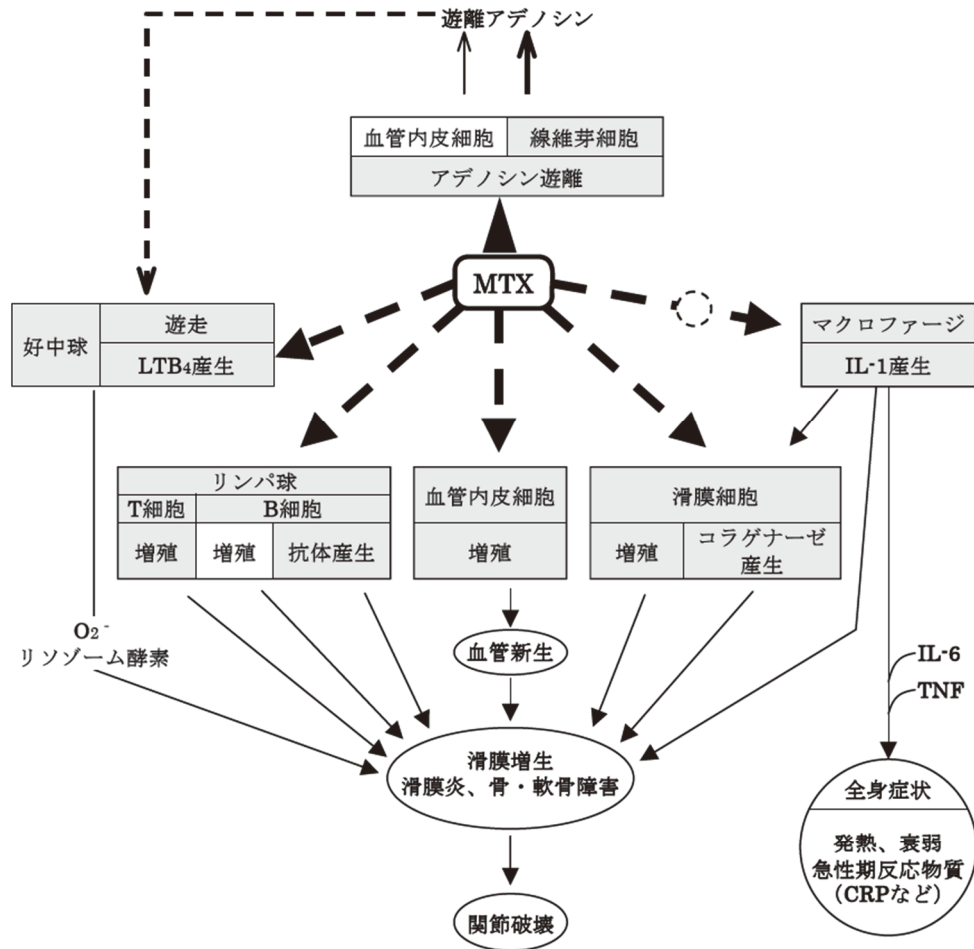 遊離アデノシン
血管内皮細胞
線維芽細胞
アデノシン遊離
MTX
好中球
遊走
LTB₄産生
マクロファージ
IL-1産生
リンパ球
T細胞
B細胞
増殖
増殖
抗体産生
血管内皮細胞
増殖
滑膜細胞
増殖
コラゲナーゼ
産生
O₂⁻
リソゾーム酵素
血管新生
IL-6
TNF
滑膜増生
滑膜炎、骨・軟骨障害
全身症状
発熱、衰弱
急性期反応物質
（CRPなど）
関節破壊